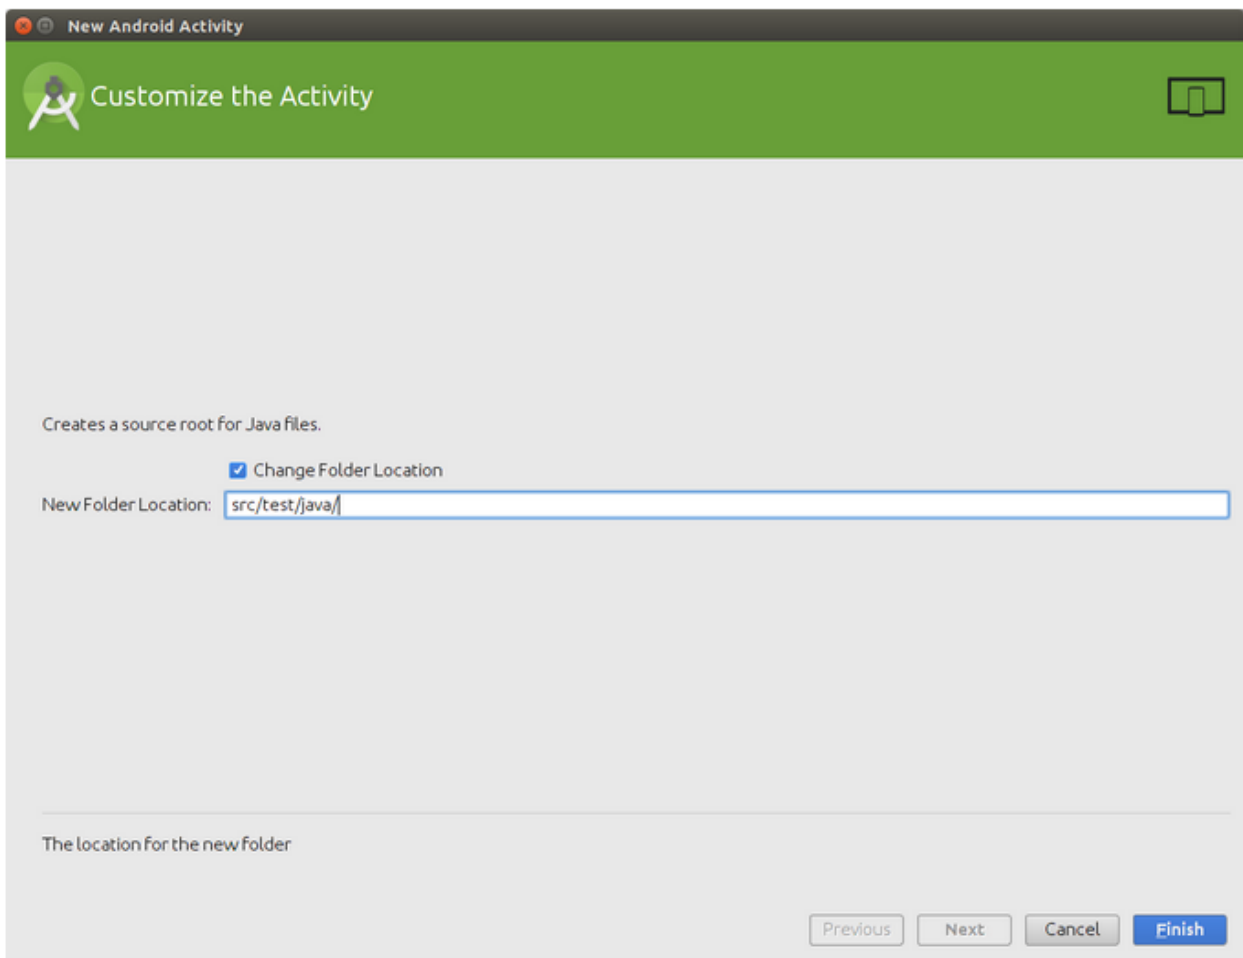 New Android Activity
Customize the Activity
Creates a source root for Java files.
Change Folder Location
New Folder Location: src/test/java/
The location for the new folder
Previous Next Cancel Finish